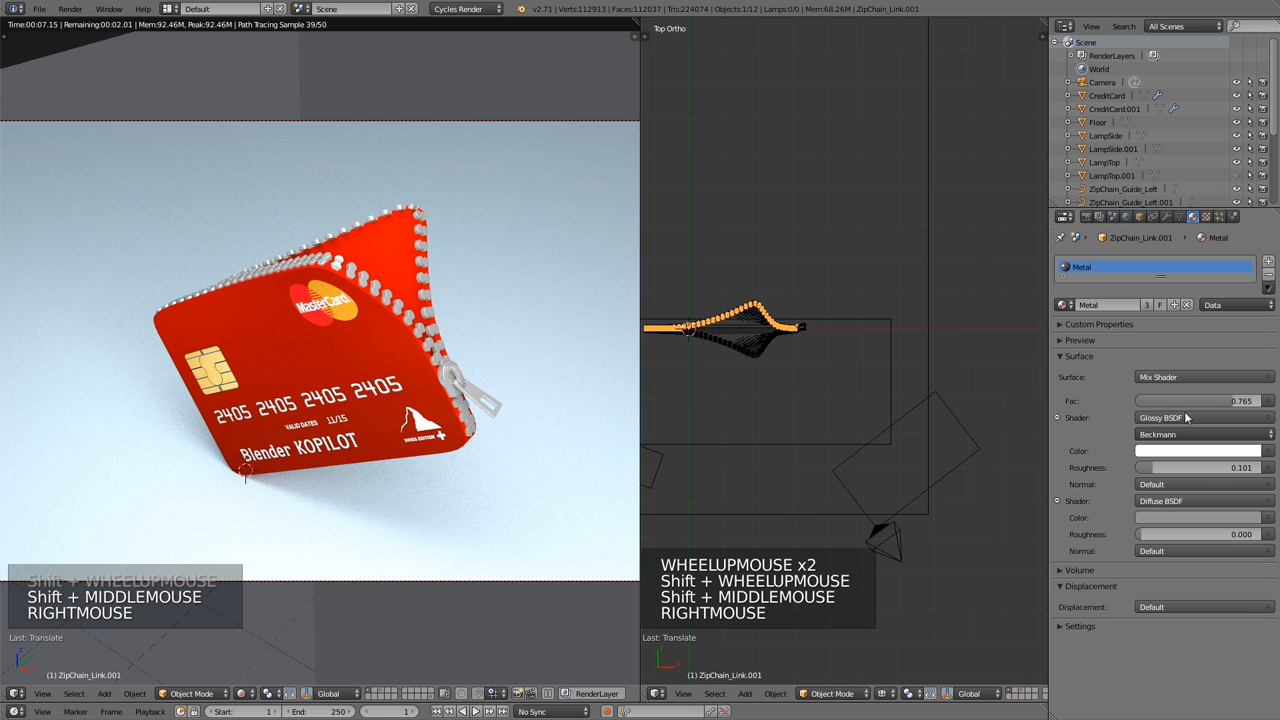 File Render Window Help Default Scene Cycles Render v2.71 | Verts:112913 | Faces:112037 | Tris:224074 | Objects:1/12 | Lamps:0/0 | Mem:68.26M | ZipChain_Link.001
Time:00:07.15 | Remaining:00:02.01 | Mem:92.46M, Peak:92.46M | Path Tracing Sample 39/50
Top Ortho
View Search All Scenes
Scene
RenderLayers
World
Camera
CreditCard
CreditCard.001
Floor
LampSide
LampSide.001
LampTop
LampTop.001
ZipChain_Guide_Left
ZipChain_Guide_Left.001
ZipChain_Link.001 Metal
Metal
Metal 3 F Data
Custom Properties
Preview
Surface
Surface: Mix Shader
Fac: 0.765
Shader: Glossy BSDF
Beckmann
Color:
Roughness: 0.101
Normal: Default
Shader: Diffuse BSDF
Color:
Roughness: 0.000
Normal: Default
Volume
Displacement
Displacement: Default
Settings
MasterCard
2405 2405 2405 2405
VALID DATES 11/15
Blender KOPILOT
SWISS EDITION
Shift + WHEELUPMOUSE
Shift + MIDDLEMOUSE
RIGHTMOUSE
WHEELUPMOUSE x2
Shift + WHEELUPMOUSE
Shift + MIDDLEMOUSE
RIGHTMOUSE
Last: Translate
Last: Translate
(1) ZipChain_Link.001
(1) ZipChain_Link.001
View Select Add Object Object Mode Global RenderLayer
View Select Add Object Object Mode Global
View Marker Frame Playback Start: 1 End: 250 1 No Sync